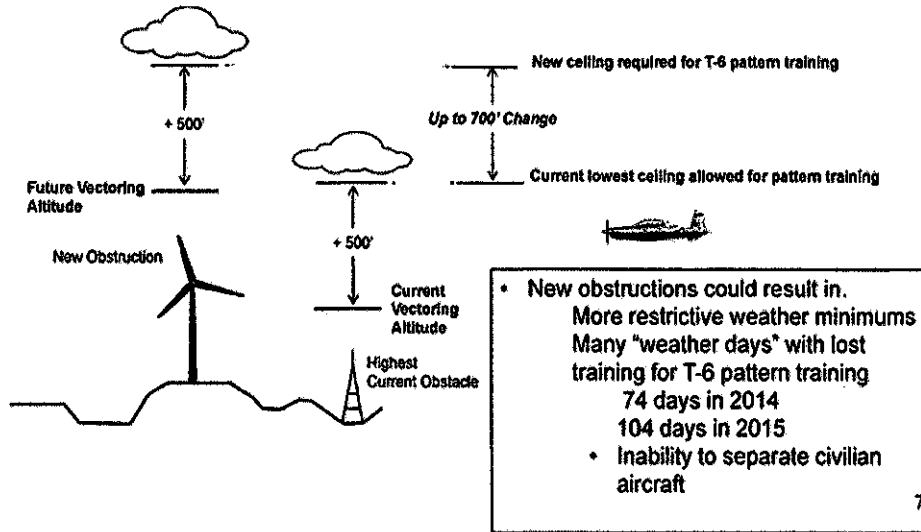 New ceiling required for T-6 pattern training
+ 500'
Up to 700' Change
Future Vectoring
Altitude
Current lowest ceiling allowed for pattern training
New Obstruction
+ 500'
Current
Vectoring
Altitude
Highest
Current Obstacle
• New obstructions could result in.
More restrictive weather minimums
Many "weather days" with lost
training for T-6 pattern training
74 days in 2014
104 days in 2015
• Inability to separate civilian
aircraft
7